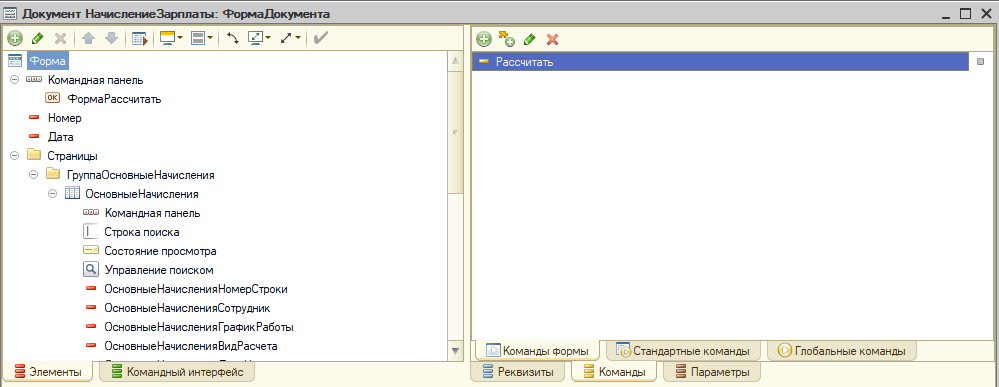 Документ НачислениеЗарплаты: ФормаДокумента
Форма
Командная панель
OK ФормаРассчитать
Номер
Дата
Страницы
ГруппаОсновныеНачисления
ОсновныеНачисления
Командная панель
Строка поиска
Состояние просмотра
Управление поиском
ОсновныеНачисленияНомерСтроки
ОсновныеНачисленияСотрудник
ОсновныеНачисленияГрафикРаботы
ОсновныеНачисленияВидРасчета
Элементы Командный интерфейс
Рассчитать
Команды формы Стандартные команды Глобальные команды
Реквизиты Команды Параметры